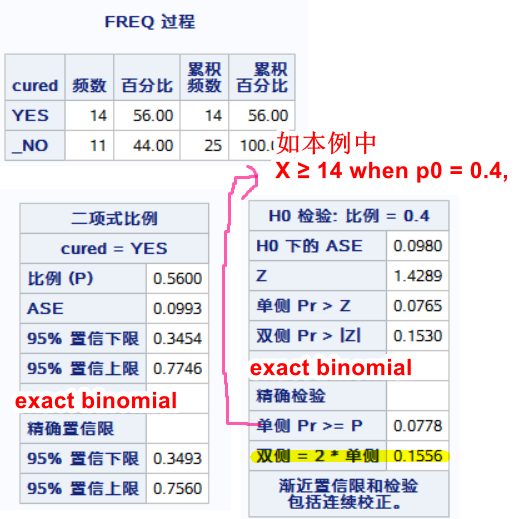 FREQ 过程
cured 频数 百分比 累积频数 累积百分比
YES 14 56.00 14 56.00
_NO 11 44.00 25 100.0
如本例中
X ≥ 14 when p0 = 0.4,
二项式比例
cured = YES
比例 (P) 0.5600
ASE 0.0993
95% 置信下限 0.3454
95% 置信上限 0.7746
exact binomial
精确置信限
95% 置信下限 0.3493
95% 置信上限 0.7560
H0 检验: 比例 = 0.4
H0 下的 ASE 0.0980
Z 1.4289
单侧 Pr > Z 0.0765
双侧 Pr > |Z| 0.1530
exact binomial
精确检验
单侧 Pr >= P 0.0778
双侧 = 2 * 单侧 0.1556
渐近置信限和检验
包括连续校正。